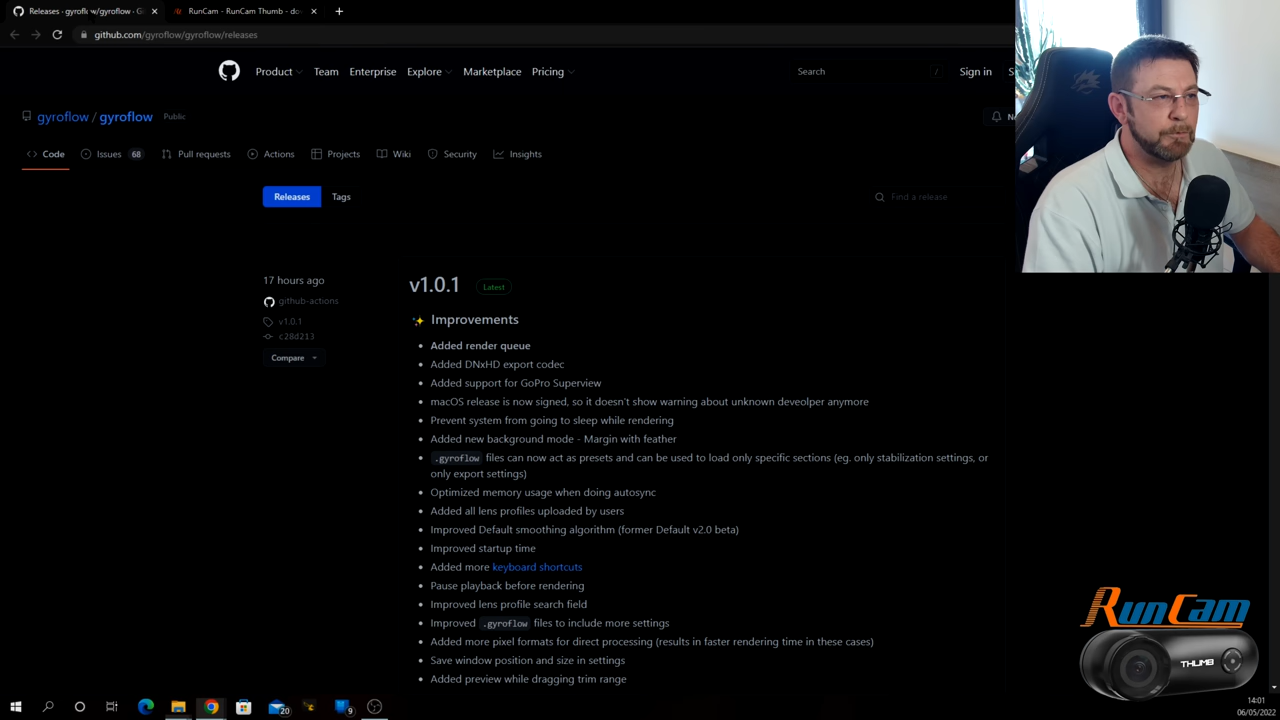 Releases · gyroflow/gyroflow · G
RunCam - RunCam Thumb - do
github.com/gyroflow/gyroflow/releases
Product Team Enterprise Explore Marketplace Pricing Search / Sign in S
gyroflow / gyroflow Public
Code Issues 68 Pull requests Actions Projects Wiki Security Insights
Releases Tags Find a release
17 hours ago
github-actions
v1.0.1
c28d213
Compare
v1.0.1 Latest
Improvements
Added render queue
Added DNxHD export codec
Added support for GoPro Superview
macOS release is now signed, so it doesn't show warning about unknown deveolper anymore
Prevent system from going to sleep while rendering
Added new background mode - Margin with feather
.gyroflow files can now act as presets and can be used to load only specific sections (eg. only stabilization settings, or
only export settings)
Optimized memory usage when doing autosync
Added all lens profiles uploaded by users
Improved Default smoothing algorithm (former Default v2.0 beta)
Improved startup time
Added more keyboard shortcuts
Pause playback before rendering
Improved lens profile search field
Improved .gyroflow files to include more settings
Added more pixel formats for direct processing (results in faster rendering time in these cases)
Save window position and size in settings
Added preview while dragging trim range
RunCam
THUMB
20
9
14:01
06/05/2022